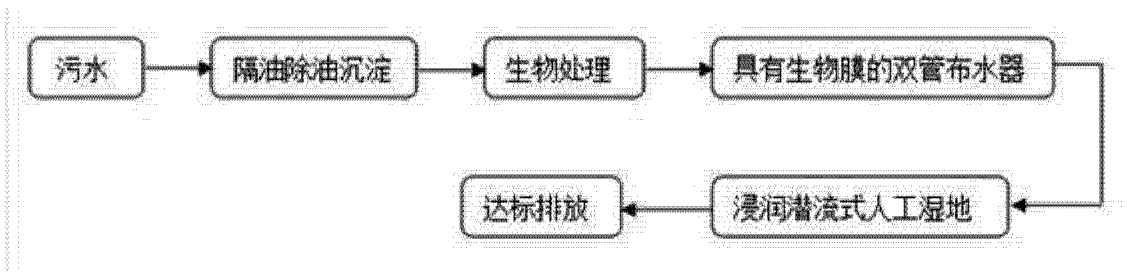 污水
隔油除油沉淀
生物处理
具有生物膜的双管布水器
浸润潜流式人工湿地
达标排放